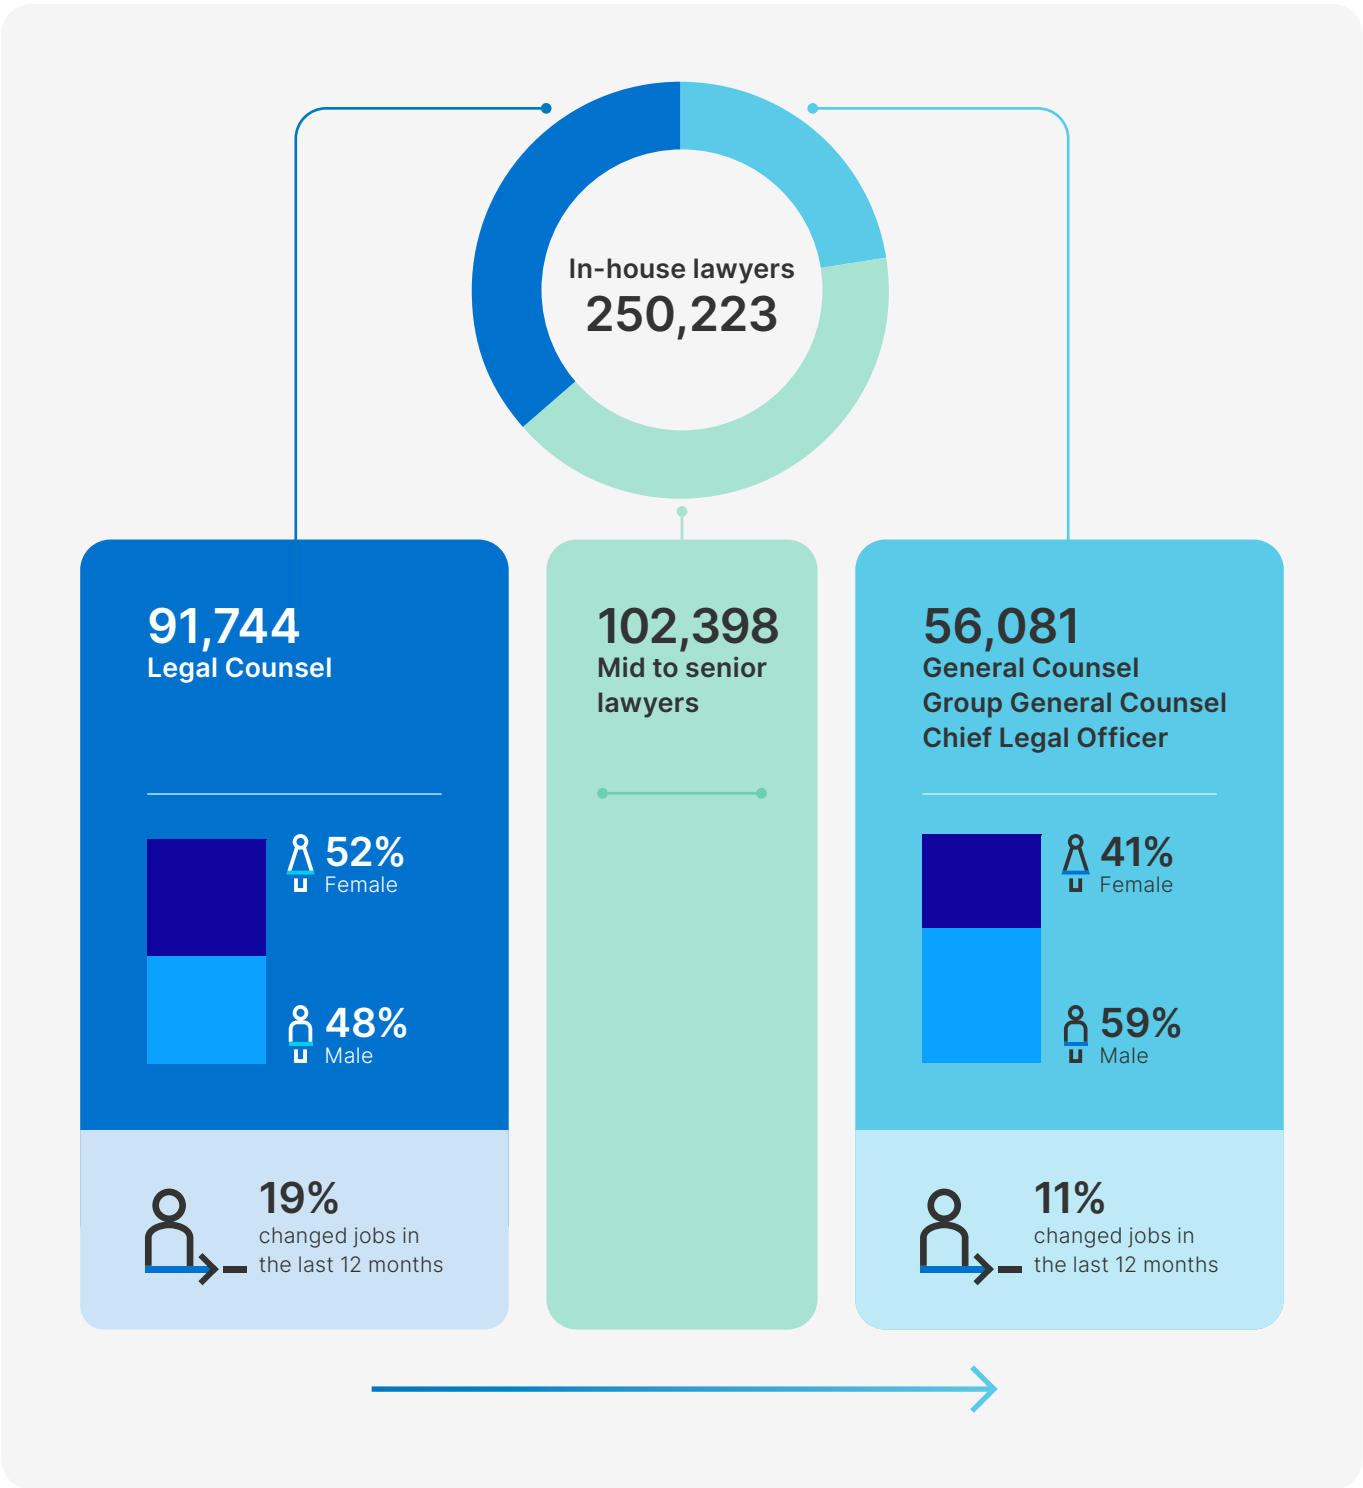 In-house lawyers
250,223
91,744
Legal Counsel
52%
Female
48%
Male
19%
changed jobs in
the last 12 months
102,398
Mid to senior
lawyers
56,081
General Counsel
Group General Counsel
Chief Legal Officer
41%
Female
59%
Male
11%
changed jobs in
the last 12 months